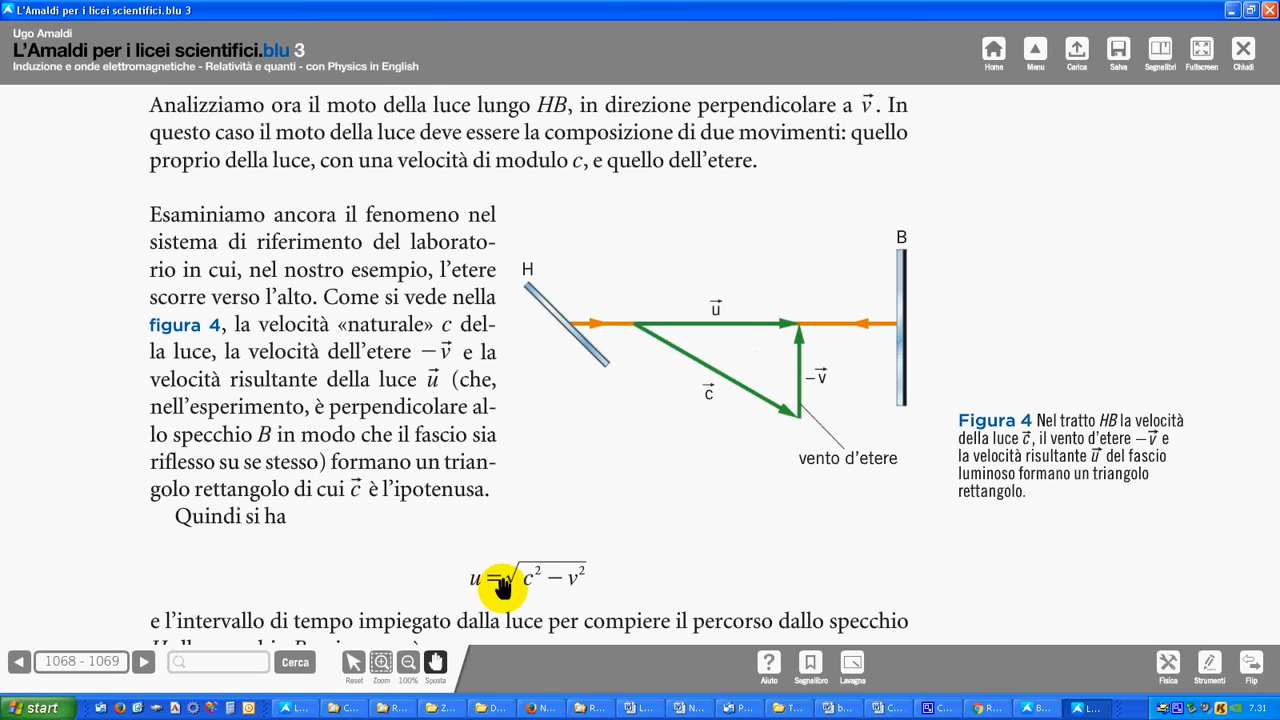 L'Amaldi per i licei scientifici.blu 3
Ugo Amaldi
L'Amaldi per i licei scientifici.blu 3
Induzione e onde elettromagnetiche - Relatività e quanti - con Physics in English
Home Menu Carica Salva Segnalibri Fullscreen Chiudi
Analizziamo ora il moto della luce lungo HB, in direzione perpendicolare a v⃗. In
questo caso il moto della luce deve essere la composizione di due movimenti: quello
proprio della luce, con una velocità di modulo c, e quello dell'etere.
Esaminiamo ancora il fenomeno nel
sistema di riferimento del laborato-
rio in cui, nel nostro esempio, l'etere
scorre verso l'alto. Come si vede nella
figura 4, la velocità «naturale» c del-
la luce, la velocità dell'etere −v⃗ e la
velocità risultante della luce u⃗ (che,
nell'esperimento, è perpendicolare al-
lo specchio B in modo che il fascio sia
riflesso su se stesso) formano un trian-
golo rettangolo di cui c⃗ è l'ipotenusa.
Quindi si ha
H
B
u⃗
c⃗
−v⃗
vento d'etere
Figura 4 Nel tratto HB la velocità
della luce c⃗, il vento d'etere −v⃗ e
la velocità risultante u⃗ del fascio
luminoso formano un triangolo
rettangolo.
u = √c² − v²
e l'intervallo di tempo impiegato dalla luce per compiere il percorso dallo specchio
1068 - 1069
Cerca
Reset Zoom 100% Sposta
Aiuto Segnalibro Lavagna
Fisica Strumenti Flip
start
L... C... R... Z... D... N... R... L... N... P... T... b... C... C... R... B... L...
7.31